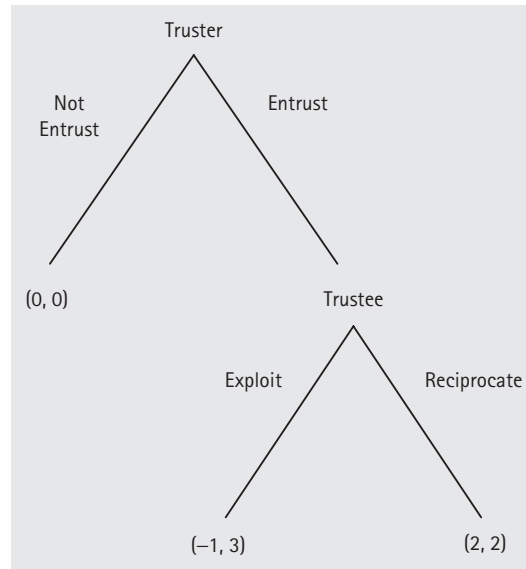 Truster
Not
Entrust
Entrust
(0, 0)
Trustee
Exploit
Reciprocate
(−1, 3)
(2, 2)